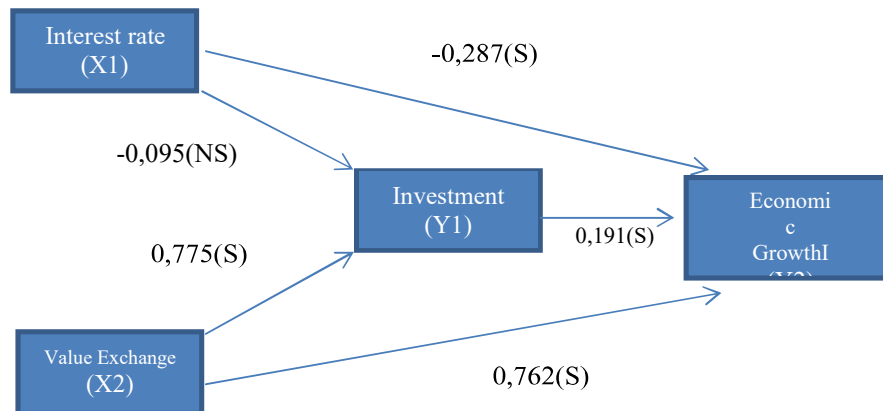 Interest rate
(X1)
-0,287(S)
-0,095(NS)
Investment
(Y1)
Economi
c
GrowthI
0,191(S)
0,775(S)
Value Exchange
(X2)
0,762(S)